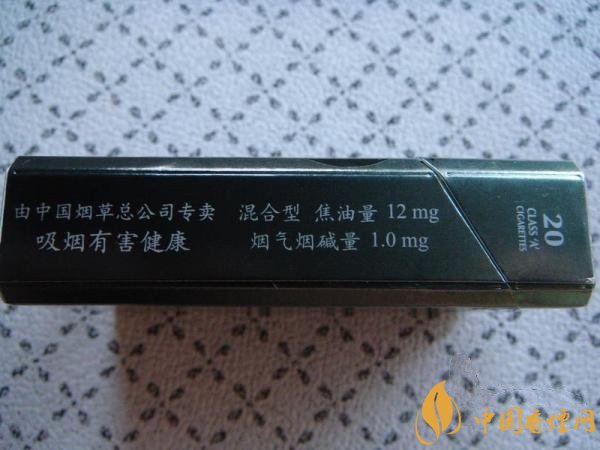 由中国烟草总公司专卖 混合型 焦油量 12 mg
吸烟有害健康 烟气烟碱量 1.0 mg
20
CLASS 'A'
CIGARETTES
中国香烟网